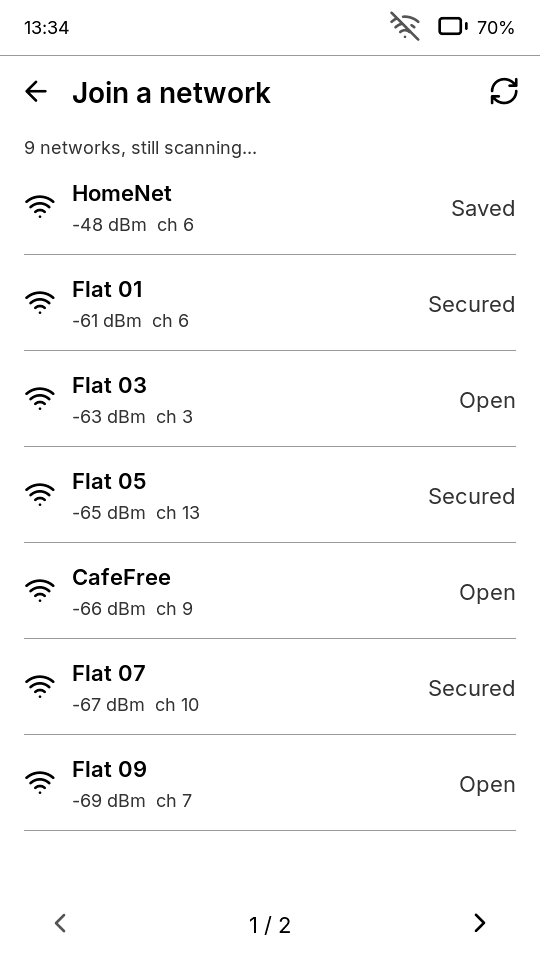 13:34
70%
Join a network
9 networks, still scanning...
HomeNet
-48 dBm ch 6
Saved
Flat 01
-61 dBm ch 6
Secured
Flat 03
-63 dBm ch 3
Open
Flat 05
-65 dBm ch 13
Secured
CafeFree
-66 dBm ch 9
Open
Flat 07
-67 dBm ch 10
Secured
Flat 09
-69 dBm ch 7
Open
1 / 2